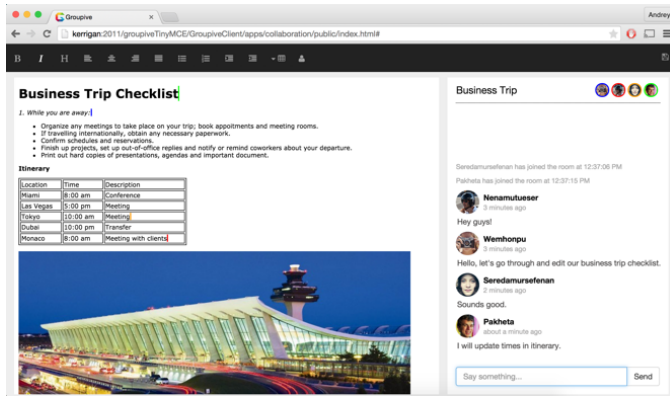 Groupive
Andrey
kerrigan:2011/groupiveTinyMCE/GroupiveClient/apps/collaboration/public/index.html#
B I H
Business Trip Checklist
1. While you are away:
Organize any meetings to take place on your trip; book appoitments and meeting rooms.
If travelling internationally, obtain any necessary paperwork.
Confirm schedules and reservations.
Finish up projects, set up out-of-office replies and notify or remind coworkers about your departure.
Print out hard copies of presentations, agendas and important document.
Itinerary
Location Time Description
Miami 8:00 am Conference
Las Vegas 5:00 pm Meeting
Tokyo 10:00 am Meeting
Dubai 10:00 pm Transfer
Monaco 8:00 am Meeting with clients
Business Trip
Seredamursefenan has joined the room at 12:37:06 PM
Pakheta has joined the room at 12:37:15 PM
Nenamutueser
3 minutes ago
Hey guys!
Wemhonpu
3 minutes ago
Hello, let's go through and edit our business trip checklist.
Seredamursefenan
2 minutes ago
Sounds good.
Pakheta
about a minute ago
I will update times in itinerary.
Say something...
Send